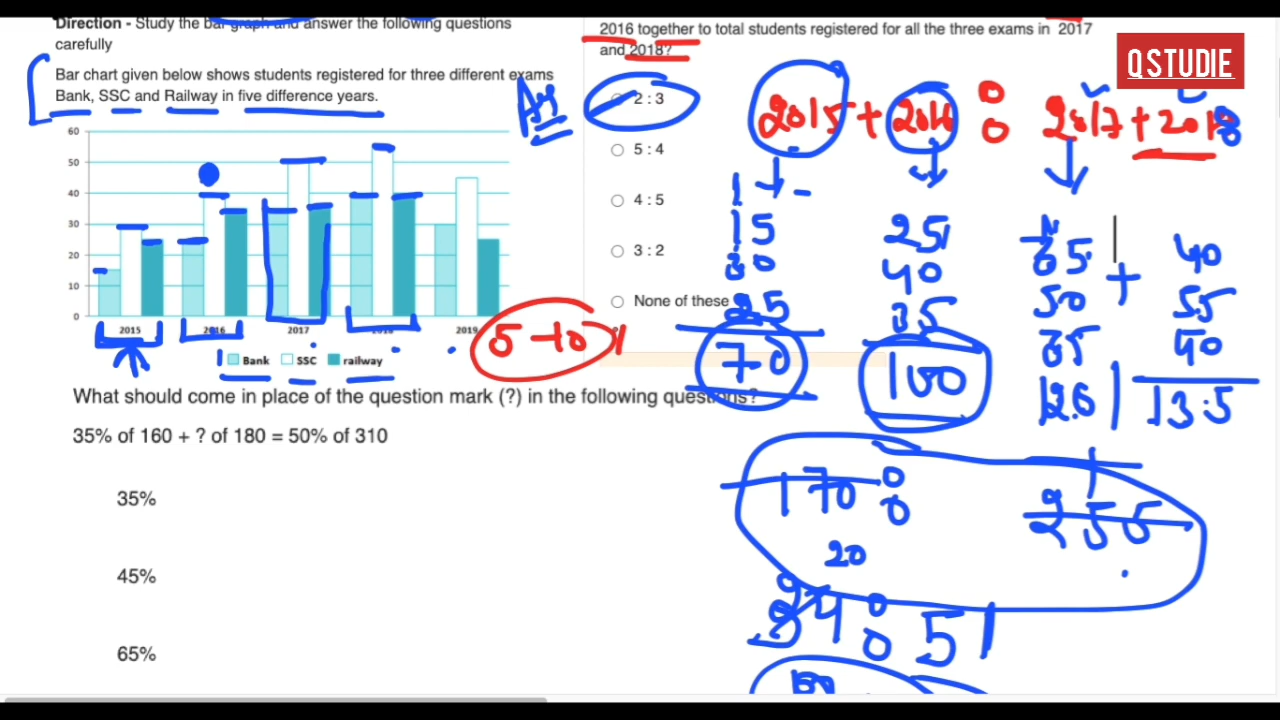 Direction - Study the bar graph and answer the following questions
carefully
Bar chart given below shows students registered for three different exams
Bank, SSC and Railway in five difference years.
60
50
40
30
20
10
0
2015
2016
2017
2018
2019
Bank SSC railway
Ans
5-10
2016 together to total students registered for all the three exams in 2017
and 2018?
2 : 3
5 : 4
4 : 5
3 : 2
None of these
QSTUDIE
2015 + 2016 : 2017 + 2018
15
30
25
70
25
40
35
100
35
50
35
+
40
55
40
135
170 : 255
20
34 : 51
What should come in place of the question mark (?) in the following questions?
35% of 160 + ? of 180 = 50% of 310
35%
45%
65%